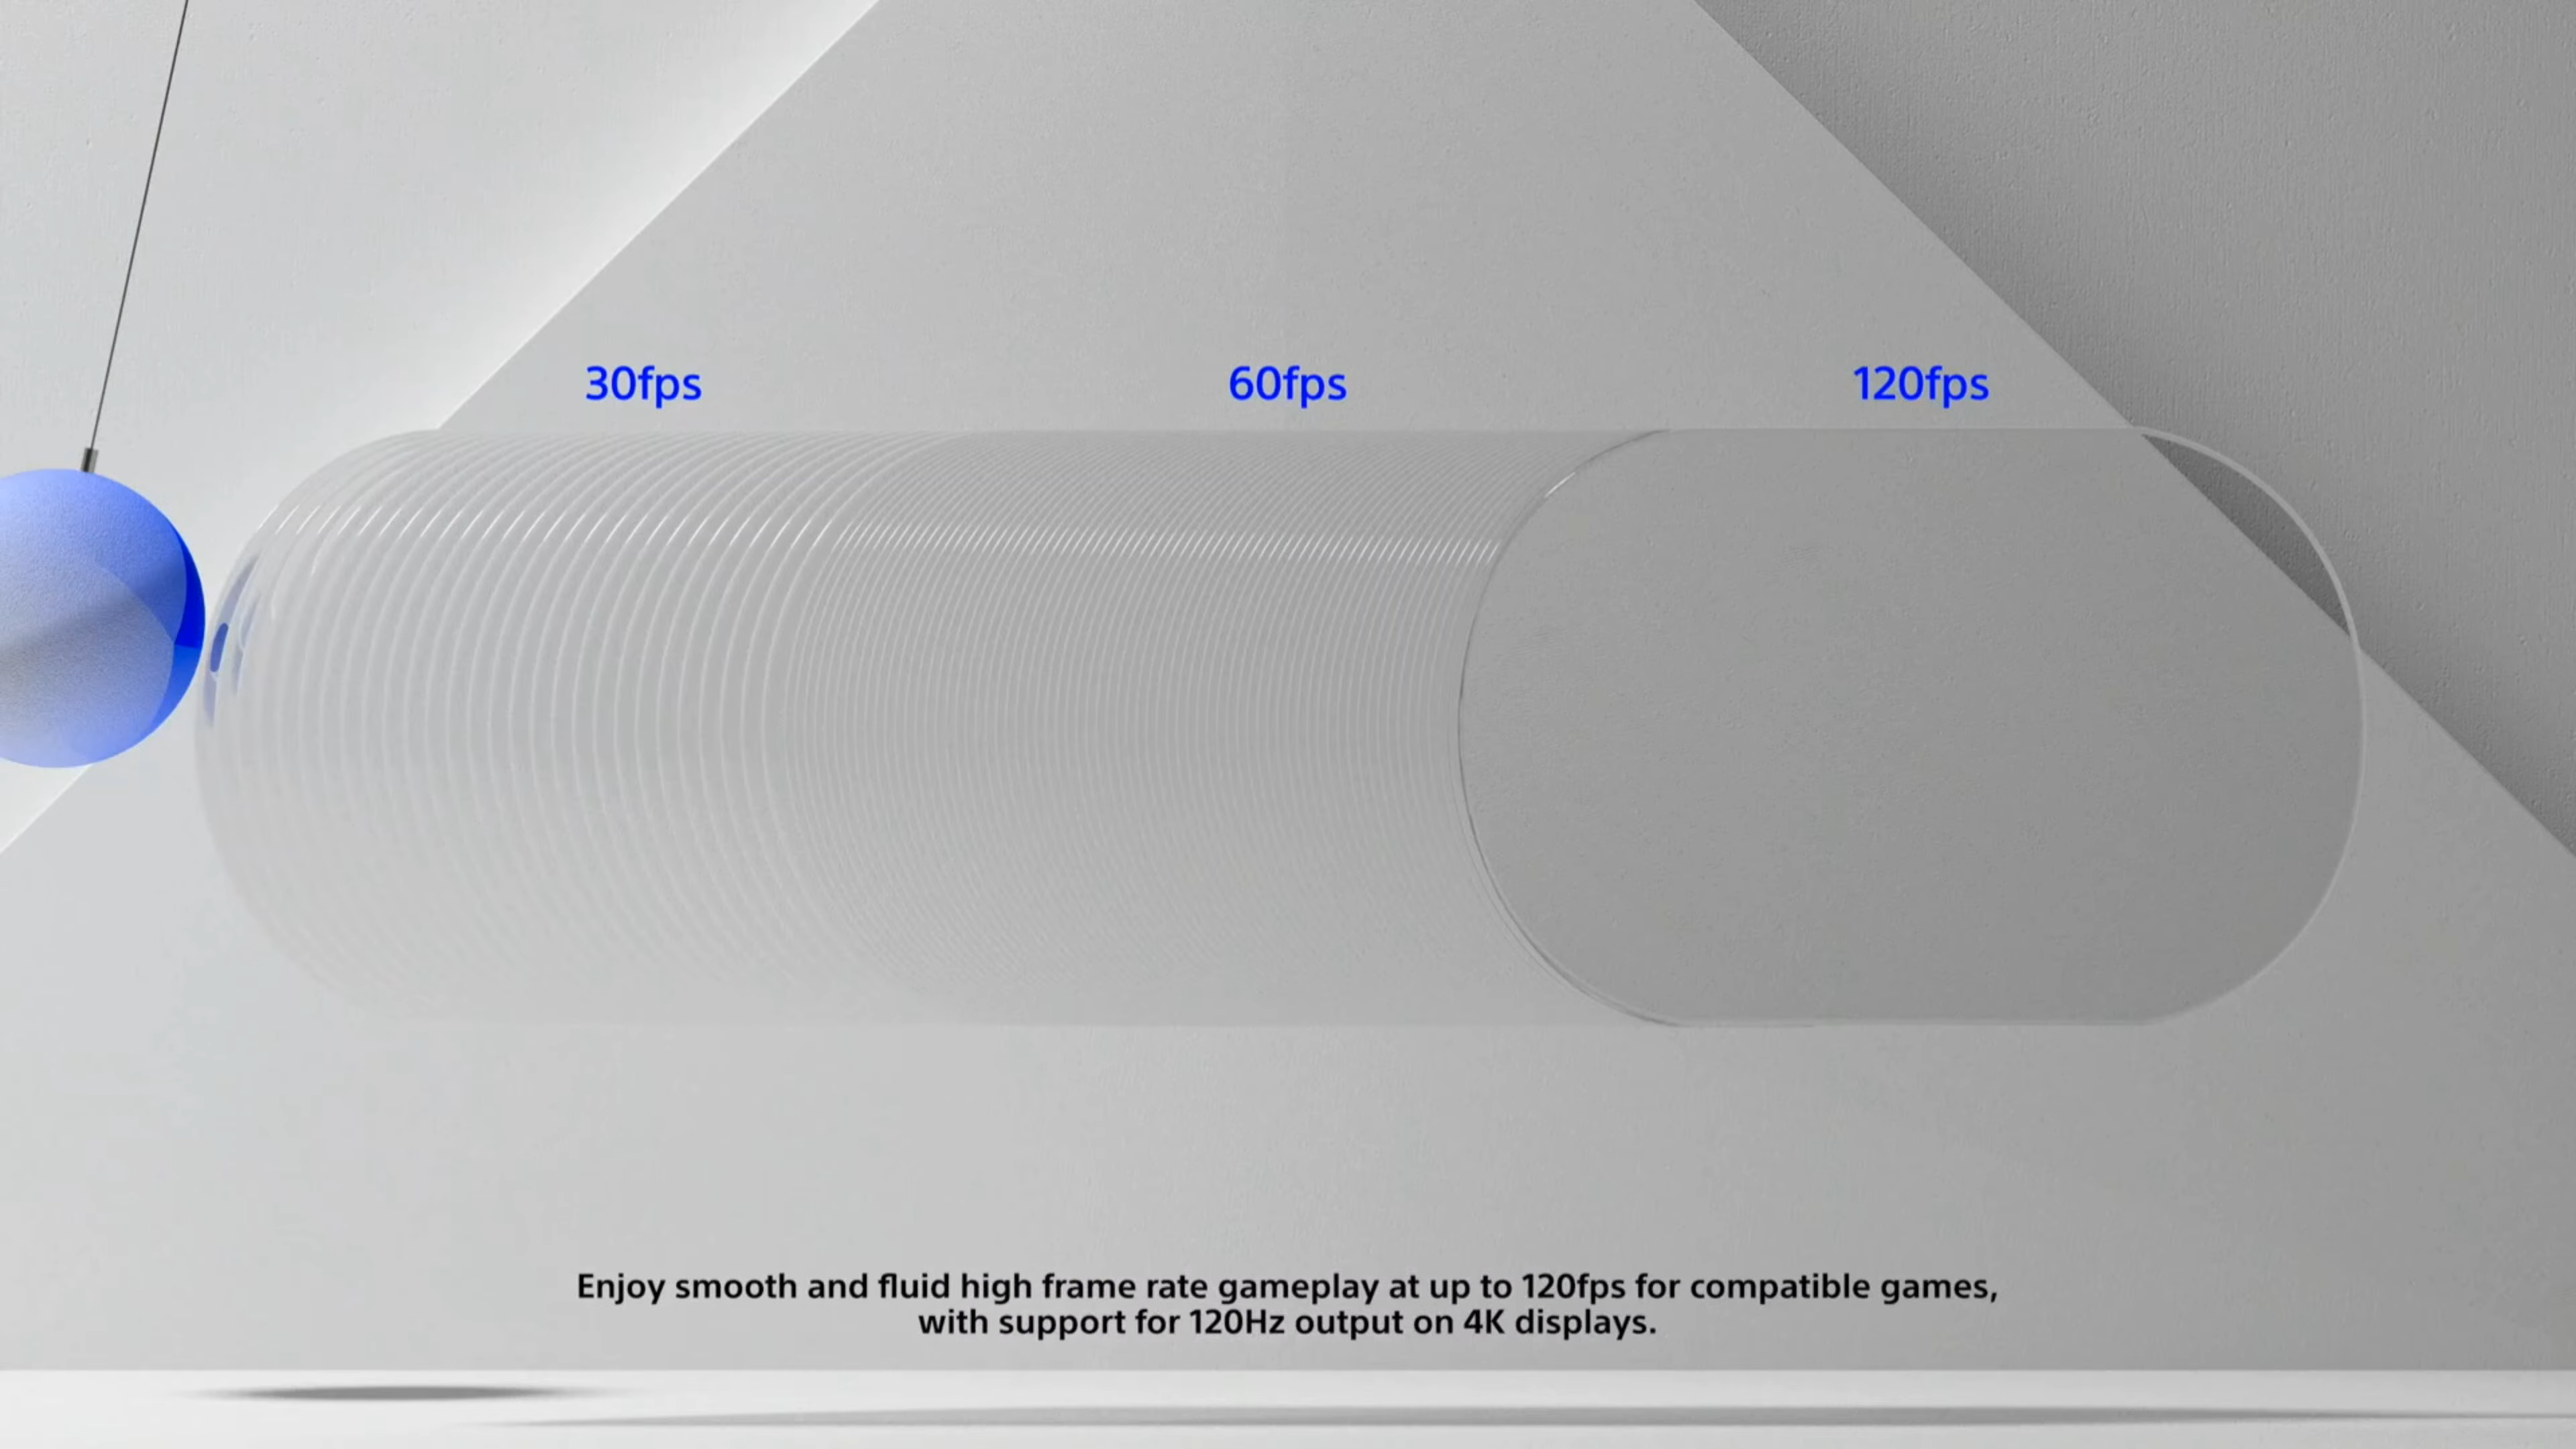 30fps 60fps 120fps
Enjoy smooth and fluid high frame rate gameplay at up to 120fps for compatible games,
with support for 120Hz output on 4K displays.